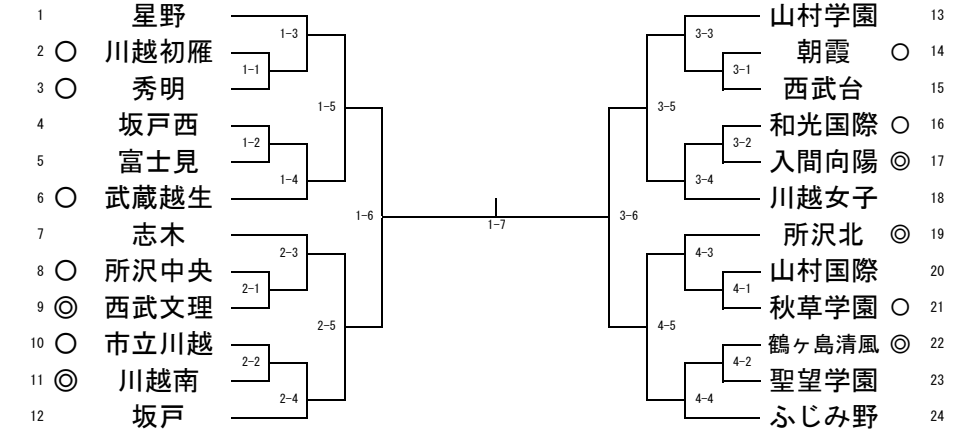 1 星野 山村学園 13
1-3 3-3
2 ○ 川越初雁 朝霞 ○ 14
1-1 3-1
3 ○ 秀明 西武台 15
1-5 3-5
4 坂戸西 和光国際 ○ 16
1-2 3-2
5 富士見 入間向陽 ◎ 17
1-4 3-4
6 ○ 武蔵越生 川越女子 18
1-6 1-7 3-6
7 志木 所沢北 ◎ 19
2-3 4-3
8 ○ 所沢中央 山村国際 20
2-1 4-1
9 ◎ 西武文理 秋草学園 ○ 21
2-5 4-5
10 ○ 市立川越 鶴ヶ島清風 ◎ 22
2-2 4-2
11 ◎ 川越南 聖望学園 23
2-4 4-4
12 坂戸 ふじみ野 24